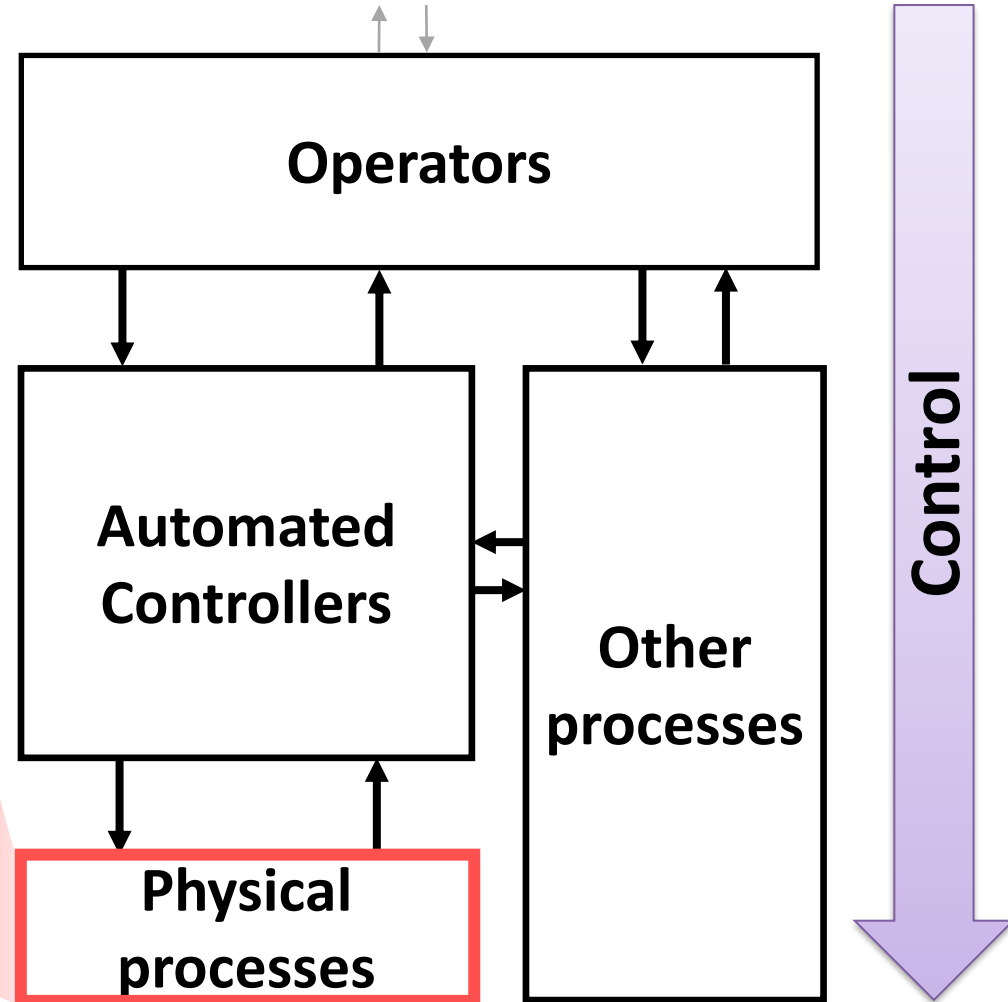 Operators
Automated
Controllers
Other
processes
Physical
processes
Control